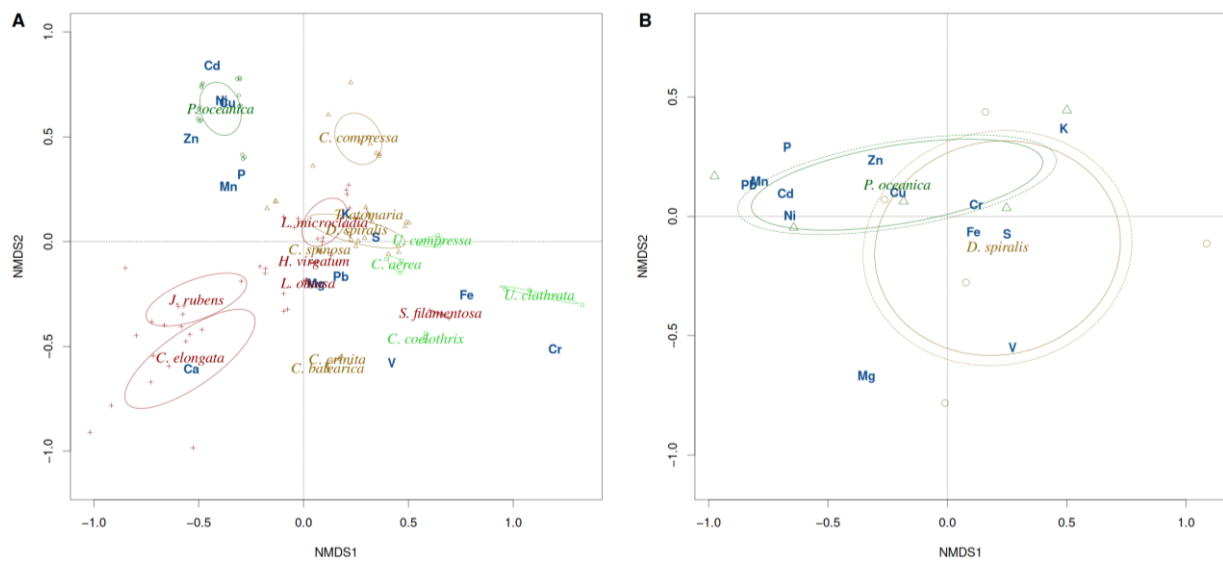 A
1.0
0.5
0.0
−0.5
−1.0
NMDS2
Cd
Ni
Cu
P. oceanica
Zn
P
Mn
C. compressa
K
T. atomaria
L. microcladia
D. spiralis
S
U. compressa
C. spinosa
H. virgatum
C. aerea
Pb
L. obtusa
Mg
J. rubens
Fe
U. clathrata
S. filamentosa
C. coelothrix
Cr
C. elongata
Ca
C. crinita
C. balearica
V
−1.0
−0.5
0.0
0.5
1.0
NMDS1
B
0.5
0.0
−0.5
−1.0
NMDS2
K
P
Zn
Pb
Mn
P. oceanica
Cd
Cu
Cr
Ni
Fe
S
D. spiralis
V
Mg
−1.0
−0.5
0.0
0.5
1.0
NMDS1